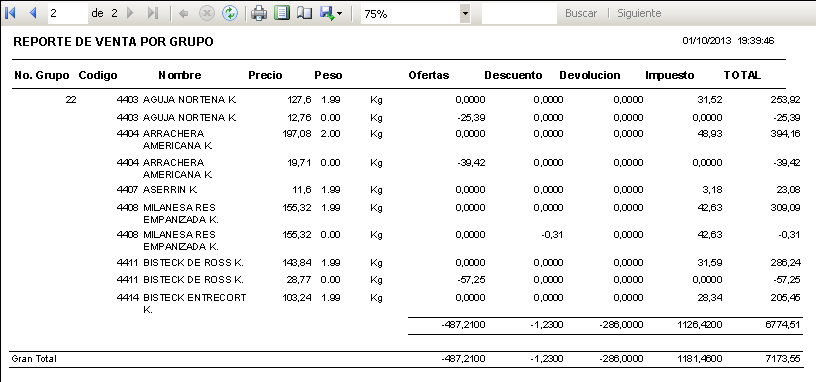 2 de 2 75% Buscar | Siguiente
REPORTE DE VENTA POR GRUPO 01/10/2013 19:39:46
No. Grupo Codigo Nombre Precio Peso Ofertas Descuento Devolucion Impuesto TOTAL
22 4403 AGUJA NORTENA K. 127,6 1.99 Kg 0,0000 0,0000 0,0000 31,52 253,92
4403 AGUJA NORTENA K. 12,76 0.00 Kg -25,39 0,0000 0,0000 0,0000 -25,39
4404 ARRACHERA 197,08 2.00 Kg 0,0000 0,0000 0,0000 48,93 394,16
AMERICANA K.
4404 ARRACHERA 19,71 0.00 Kg -39,42 0,0000 0,0000 0,0000 -39,42
AMERICANA K.
4407 ASERRIN K. 11,6 1.99 Kg 0,0000 0,0000 0,0000 3,18 23,08
4408 MILANESA RES 155,32 1.99 Kg 0,0000 0,0000 0,0000 42,63 309,09
EMPANIZADA K.
4408 MILANESA RES 155,32 0.00 Kg 0,0000 -0,31 0,0000 42,63 -0,31
EMPANIZADA K.
4411 BISTECK DE ROSS K. 143,84 1.99 Kg 0,0000 0,0000 0,0000 31,59 286,24
4411 BISTECK DE ROSS K. 28,77 0.00 Kg -57,25 0,0000 0,0000 0,0000 -57,25
4414 BISTECK ENTRECORT 103,24 1.99 Kg 0,0000 0,0000 0,0000 28,34 205,45
K.
-487,2100 -1,2300 -286,0000 1126,4200 6774,51
Gran Total -487,2100 -1,2300 -286,0000 1181,4600 7173,55